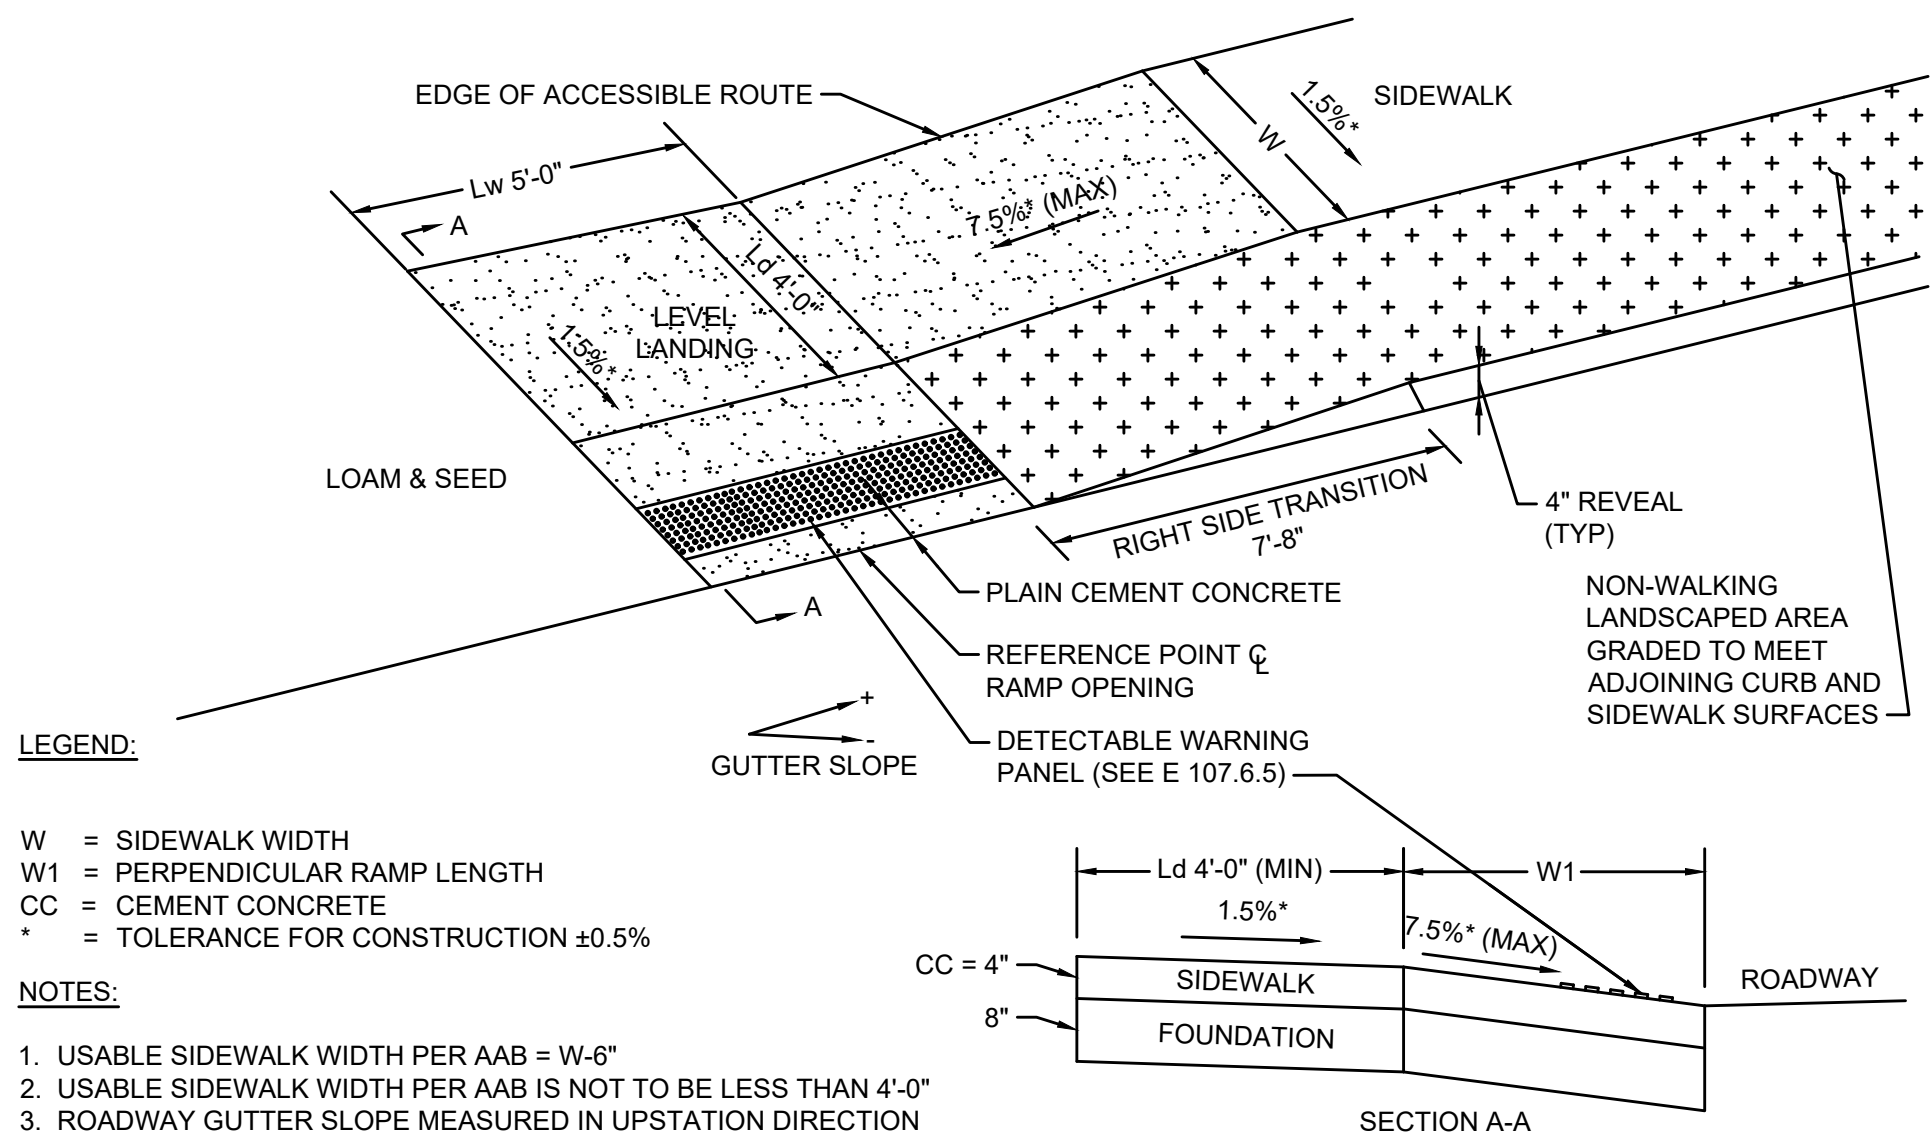 EDGE OF ACCESSIBLE ROUTE
SIDEWALK
1.5%*
W
Lw 5'-0"
A
7.5%* (MAX)
Ld 4'-0"
LEVEL
LANDING
1.5%*
LOAM & SEED
RIGHT SIDE TRANSITION
7'-8"
4" REVEAL
(TYP)
PLAIN CEMENT CONCRETE
A
REFERENCE POINT ℄
RAMP OPENING
NON-WALKING
LANDSCAPED AREA
GRADED TO MEET
ADJOINING CURB AND
SIDEWALK SURFACES
+
-
GUTTER SLOPE
DETECTABLE WARNING
PANEL (SEE E 107.6.5)
LEGEND:
W = SIDEWALK WIDTH
W1 = PERPENDICULAR RAMP LENGTH
CC = CEMENT CONCRETE
* = TOLERANCE FOR CONSTRUCTION ±0.5%
NOTES:
1. USABLE SIDEWALK WIDTH PER AAB = W-6"
2. USABLE SIDEWALK WIDTH PER AAB IS NOT TO BE LESS THAN 4'-0"
3. ROADWAY GUTTER SLOPE MEASURED IN UPSTATION DIRECTION
Ld 4'-0" (MIN)
W1
1.5%*
7.5%* (MAX)
CC = 4"
SIDEWALK
ROADWAY
8"
FOUNDATION
SECTION A-A